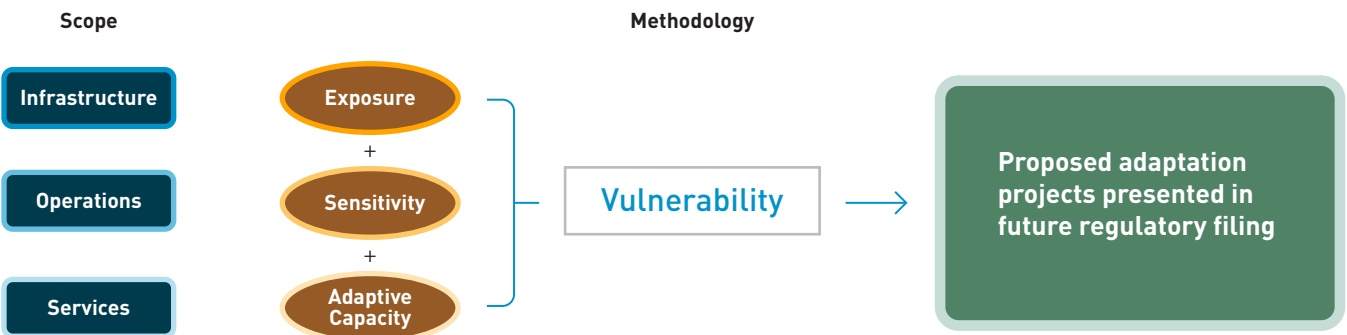 Scope
Methodology
Infrastructure
Exposure
+
Operations
Sensitivity
+
Services
Adaptive
Capacity
Vulnerability
Proposed adaptation
projects presented in
future regulatory filing